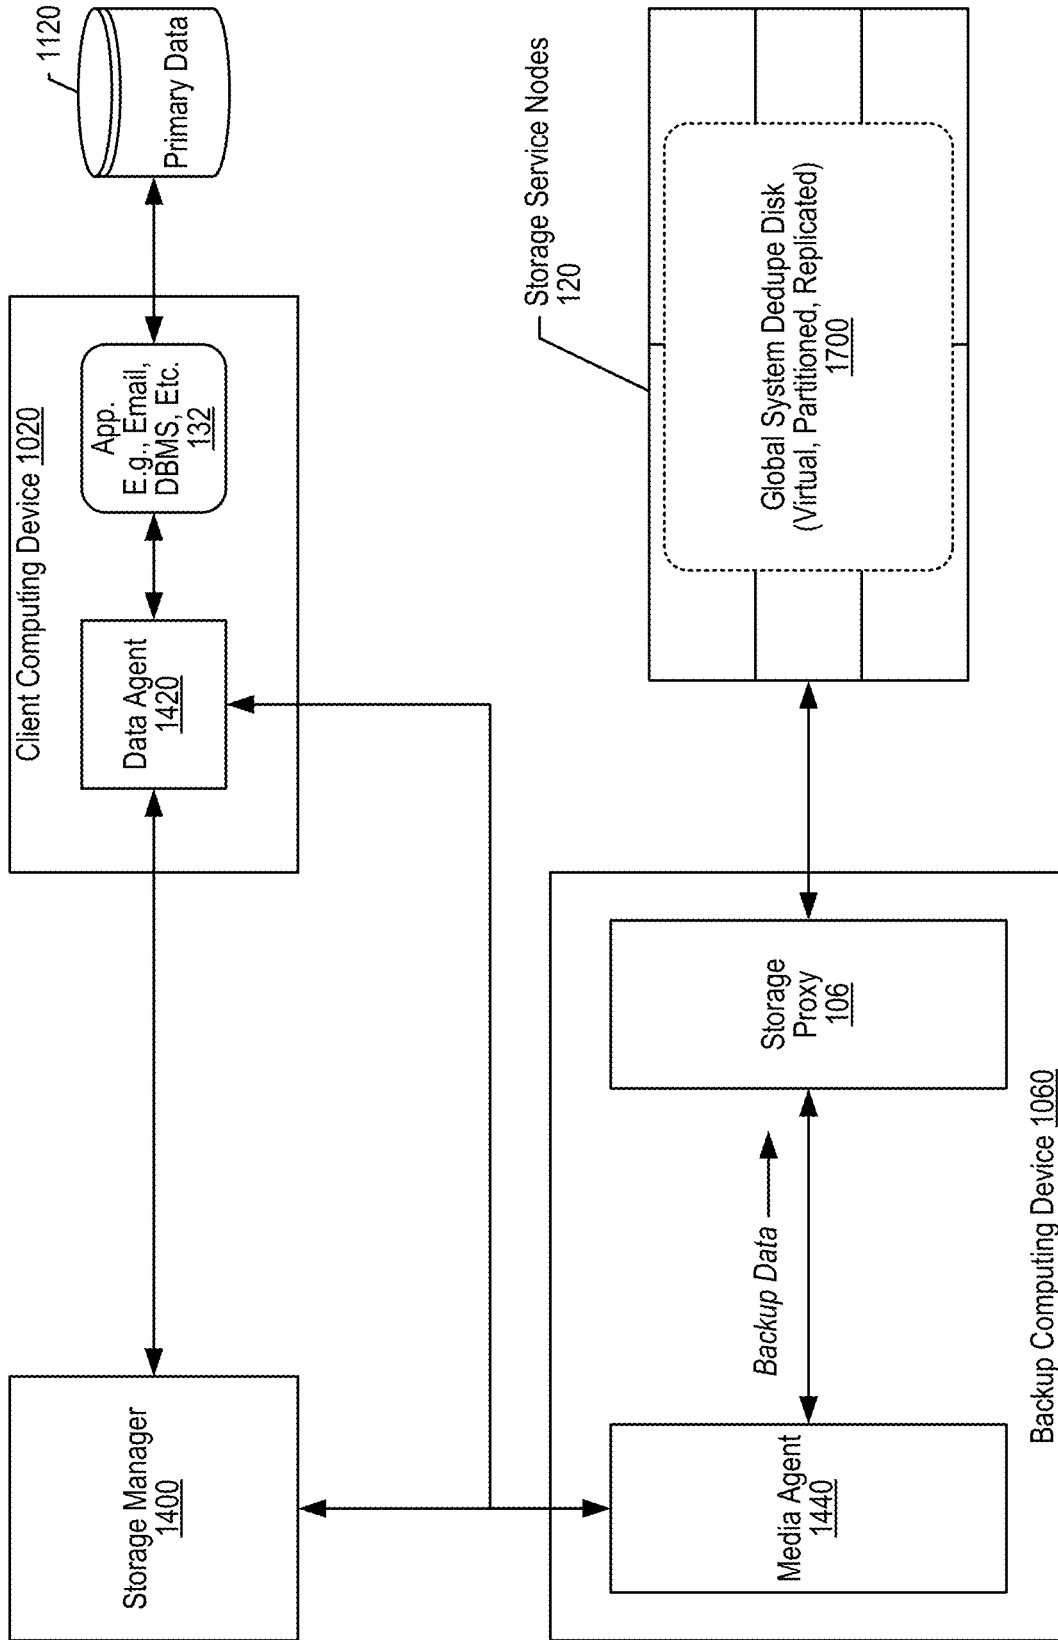 Storage Manager
1400
Client Computing Device 1020
Data Agent
1420
App.
E.g., Email,
DBMS, Etc.
132
1120
Primary Data
Media Agent
1440
Backup Data
Storage
Proxy
106
Backup Computing Device 1060
Storage Service Nodes
120
Global System Dedupe Disk
(Virtual, Partitioned, Replicated)
1700